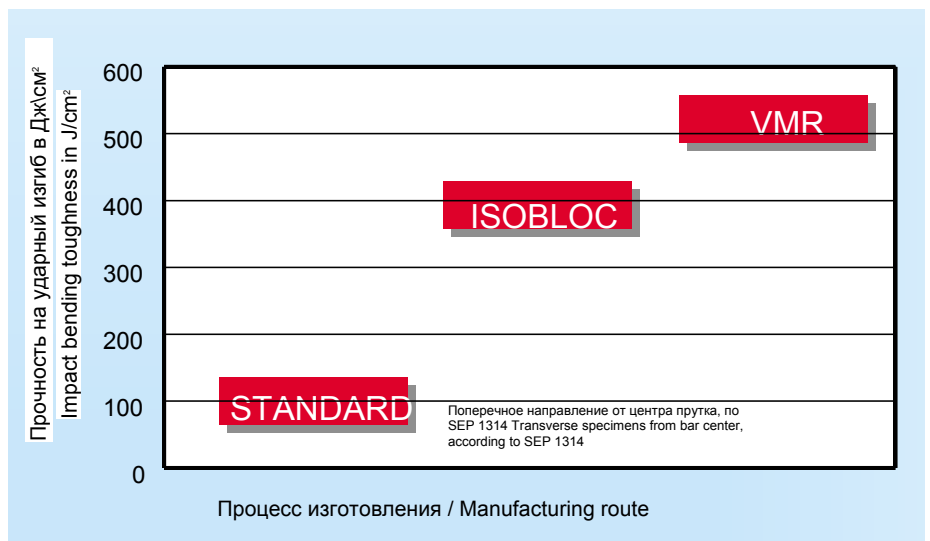 Прочность на ударный изгиб в Дж\см²
Impact bending toughness in J/cm²
600
500
400
300
200
100
0
VMR
ISOBLOC
STANDARD
Поперечное направление от центра прутка, по
SEP 1314 Transverse specimens from bar center,
according to SEP 1314
Процесс изготовления / Manufacturing route